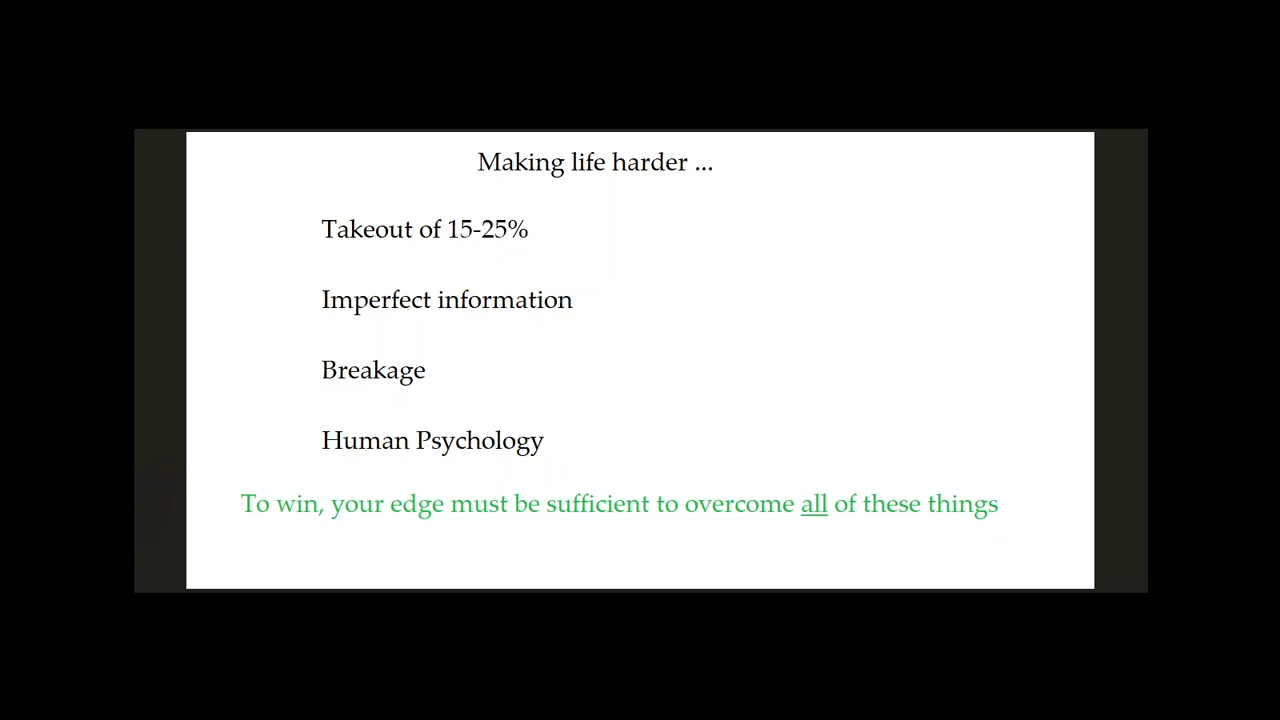 Making life harder ...
Takeout of 15-25%
Imperfect information
Breakage
Human Psychology
To win, your edge must be sufficient to overcome all of these things